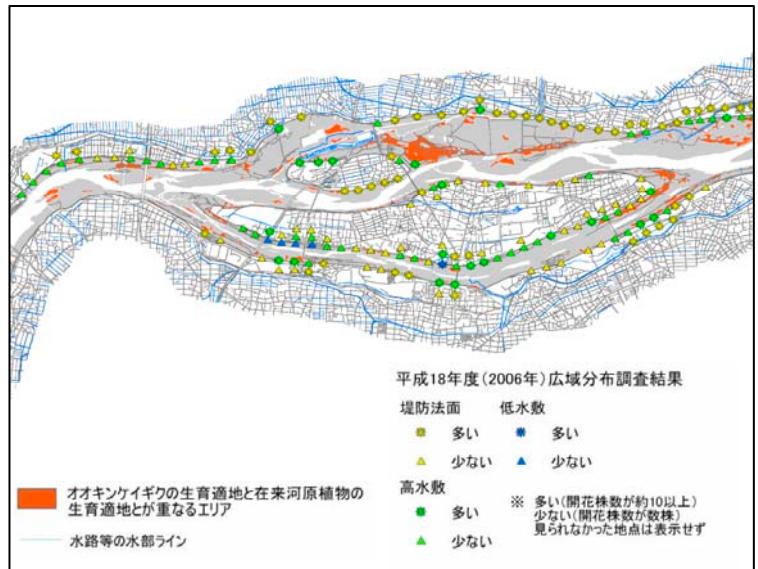 平成18年度(2006年)広域分布調査結果
堤防法面 低水敷
多い 多い
少ない 少ない
高水敷
多い
少ない
※ 多い(開花株数が約10以上)
少ない(開花株数が数株)
見られなかった地点は表示せず
オオキンケイギクの生育適地と在来河原植物の
生育適地とが重なるエリア
水路等の水部ライン